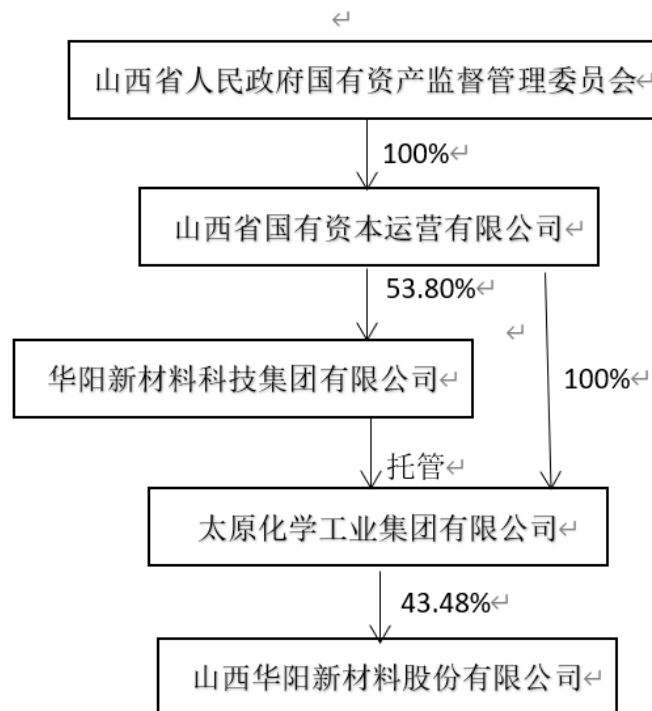 山西省人民政府国有资产监督管理委员会
100%
山西省国有资本运营有限公司
53.80%
华阳新材料科技集团有限公司
100%
托管
太原化学工业集团有限公司
43.48%
山西华阳新材料股份有限公司